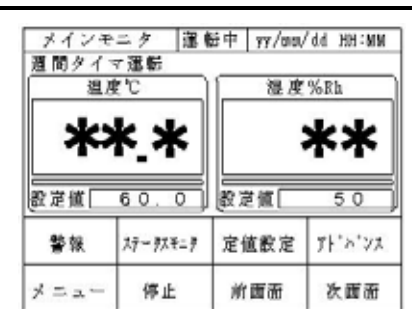 メインモニタ 運転中 yy/mm/dd HH:MM
週間タイマ運転
温度℃ 湿度%Rh
**.* **
設定値 60.0 設定値 50
警報 ステータスモニタ 定値設定 アドバンス
メニュー 停止 前画面 次画面